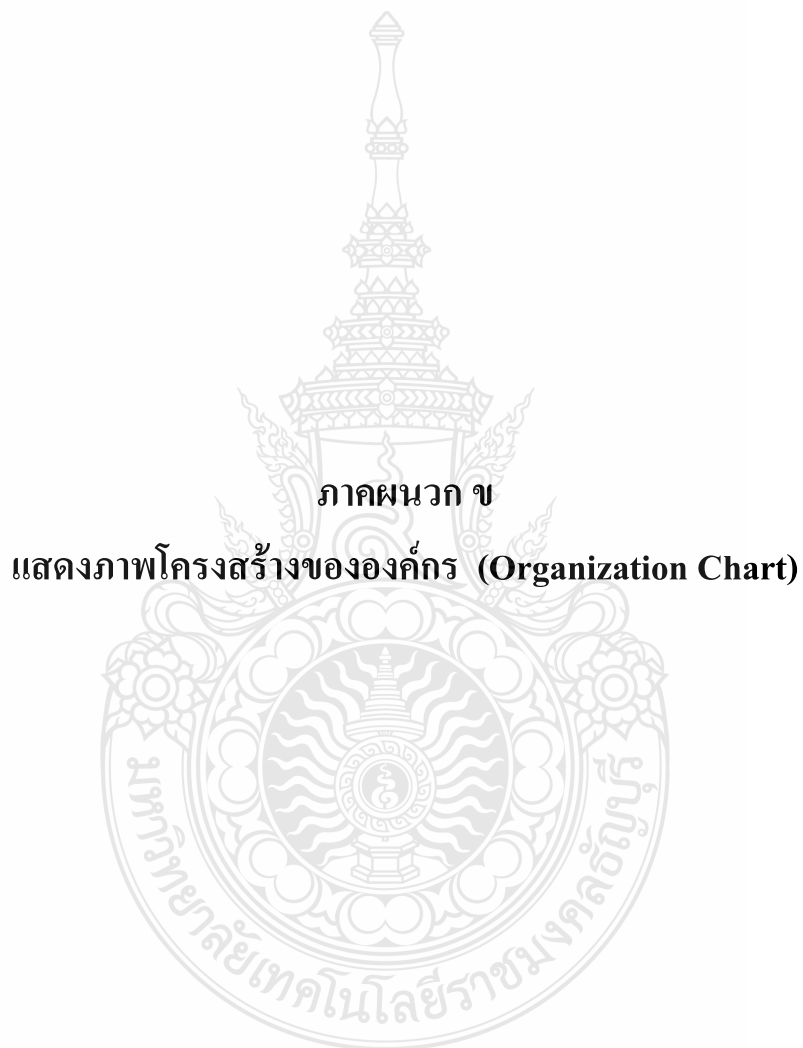 ภาคผนวก ข
แสดงภาพโครงสร้างขององค์กร (Organization Chart)
มหาวิทยาลัยเทคโนโลยีราชมงคลธัญบุรี